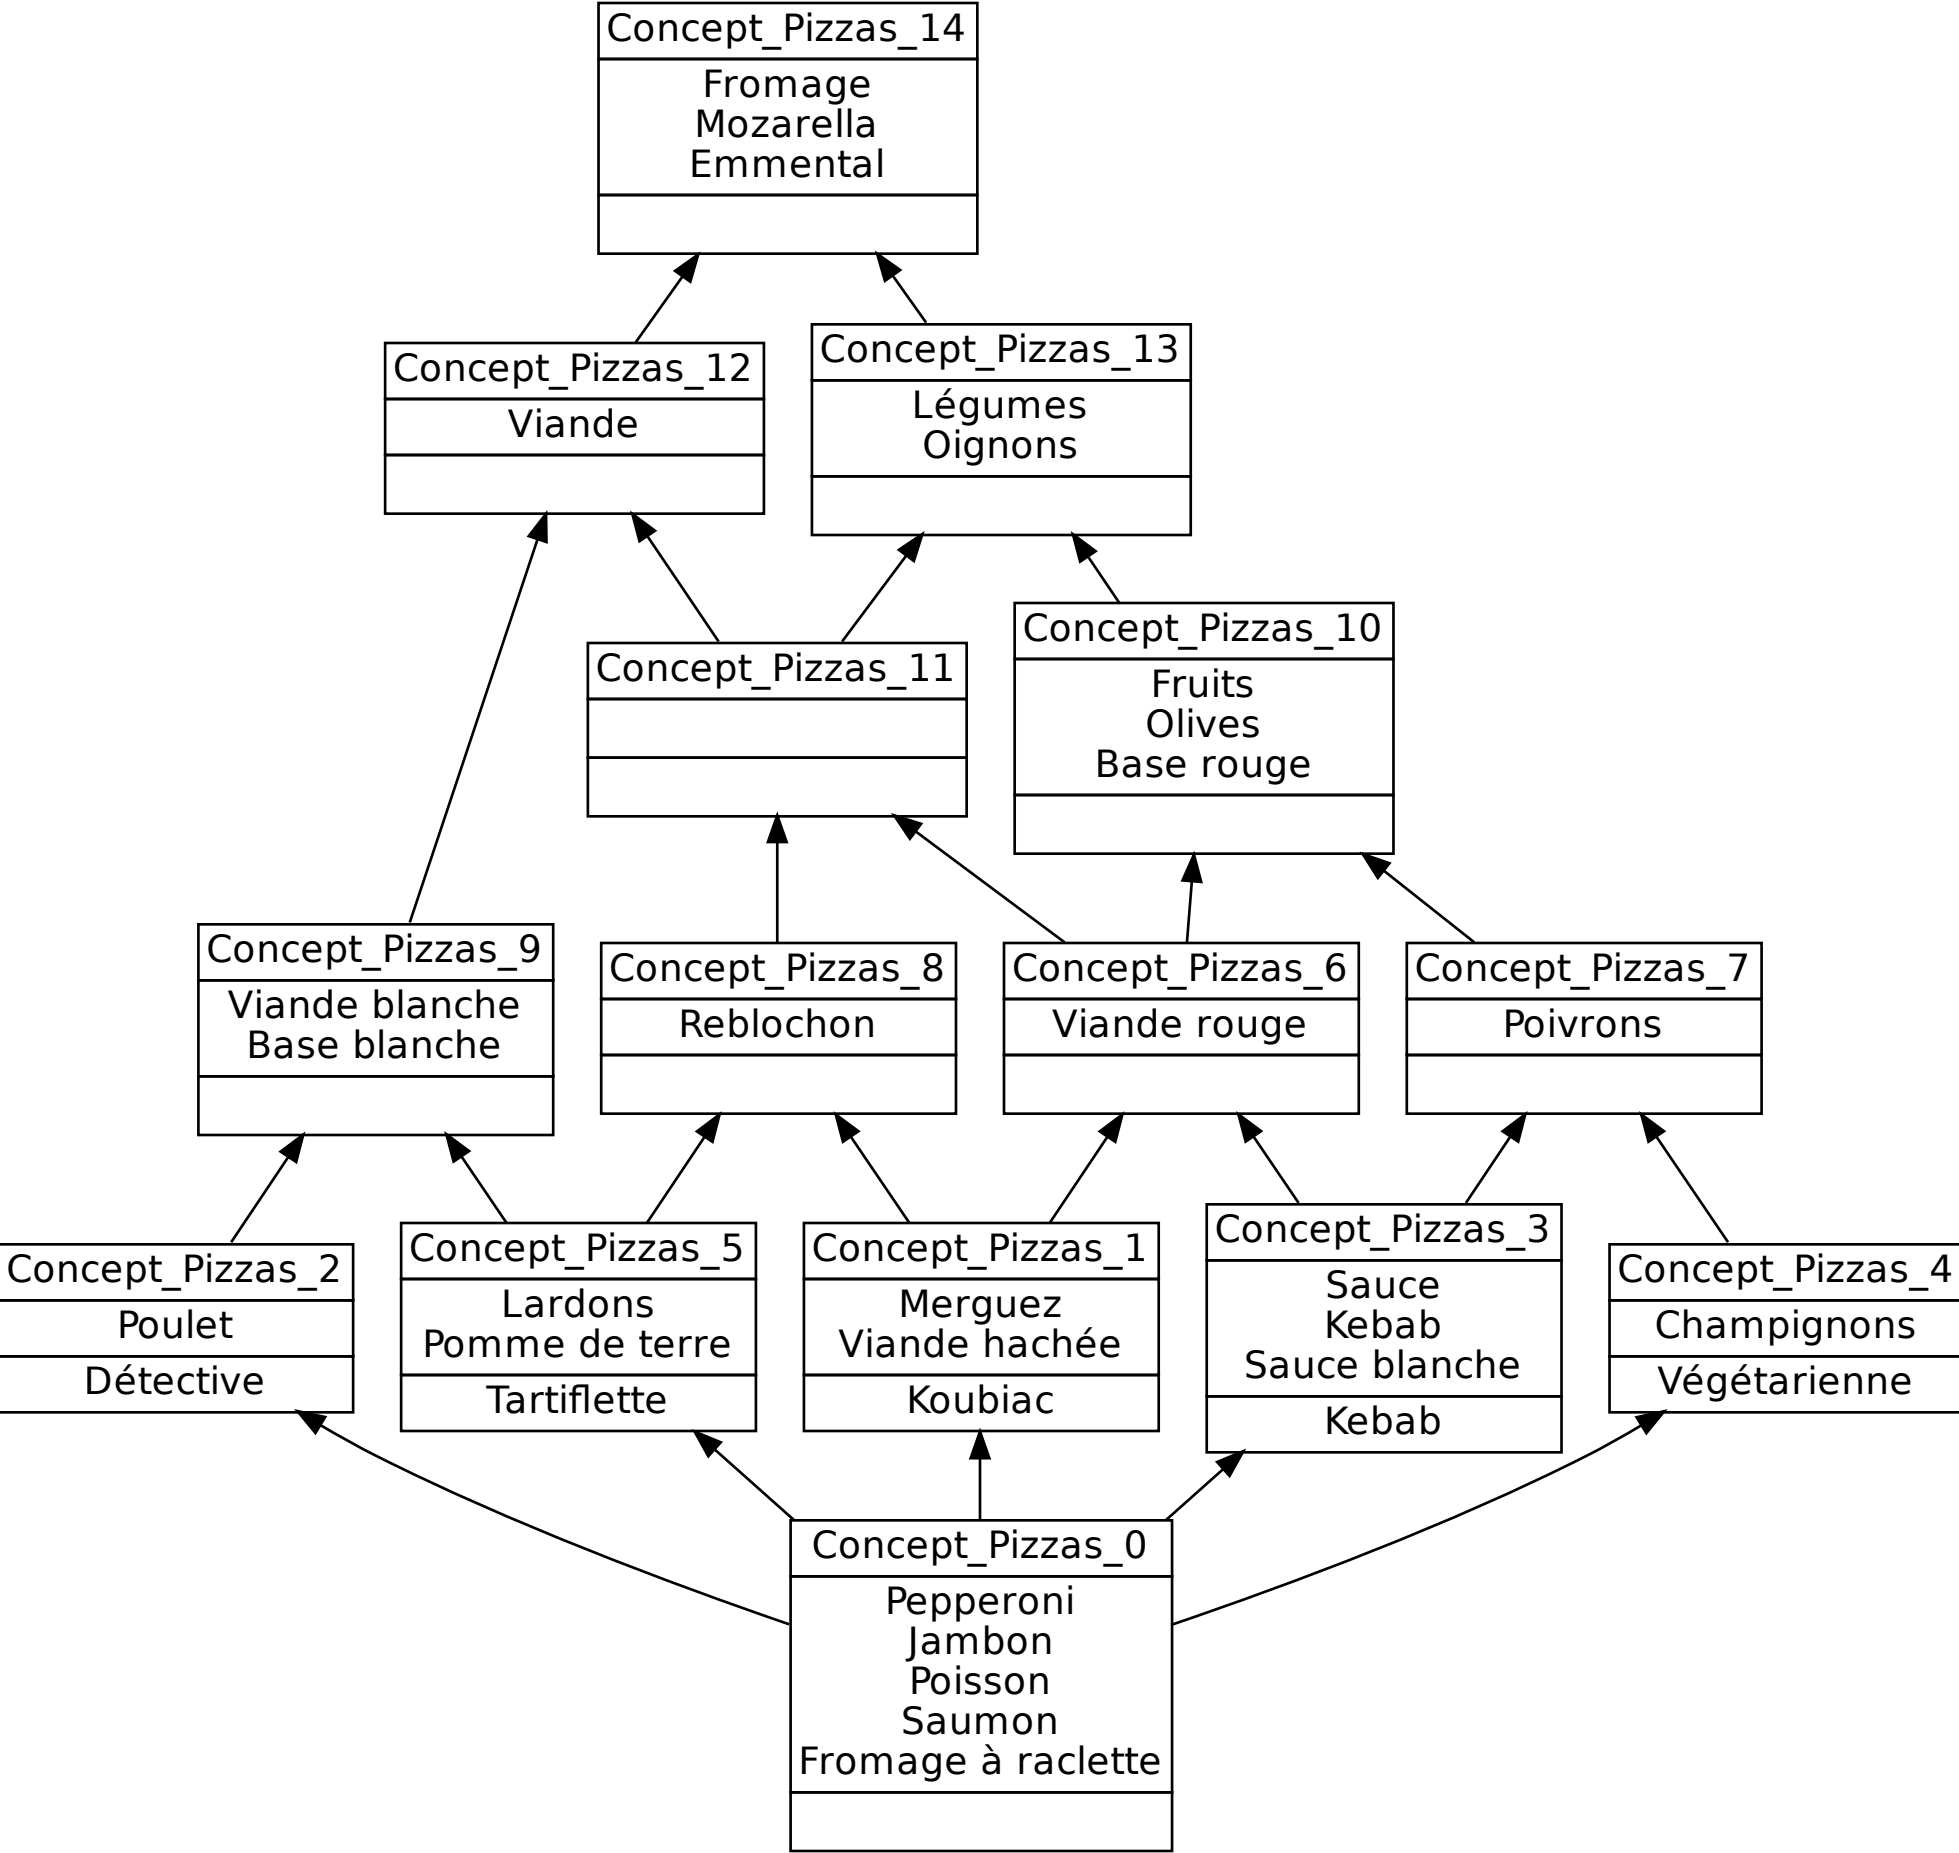 Concept_Pizzas_14
Fromage
Mozarella
Emmental
Concept_Pizzas_12
Viande
Concept_Pizzas_13
Légumes
Oignons
Concept_Pizzas_11
Concept_Pizzas_10
Fruits
Olives
Base rouge
Concept_Pizzas_9
Viande blanche
Base blanche
Concept_Pizzas_8
Reblochon
Concept_Pizzas_6
Viande rouge
Concept_Pizzas_7
Poivrons
Concept_Pizzas_2
Poulet
Détective
Concept_Pizzas_5
Lardons
Pomme de terre
Tartiflette
Concept_Pizzas_1
Merguez
Viande hachée
Koubiac
Concept_Pizzas_3
Sauce
Kebab
Sauce blanche
Kebab
Concept_Pizzas_4
Champignons
Végétarienne
Concept_Pizzas_0
Pepperoni
Jambon
Poisson
Saumon
Fromage à raclette